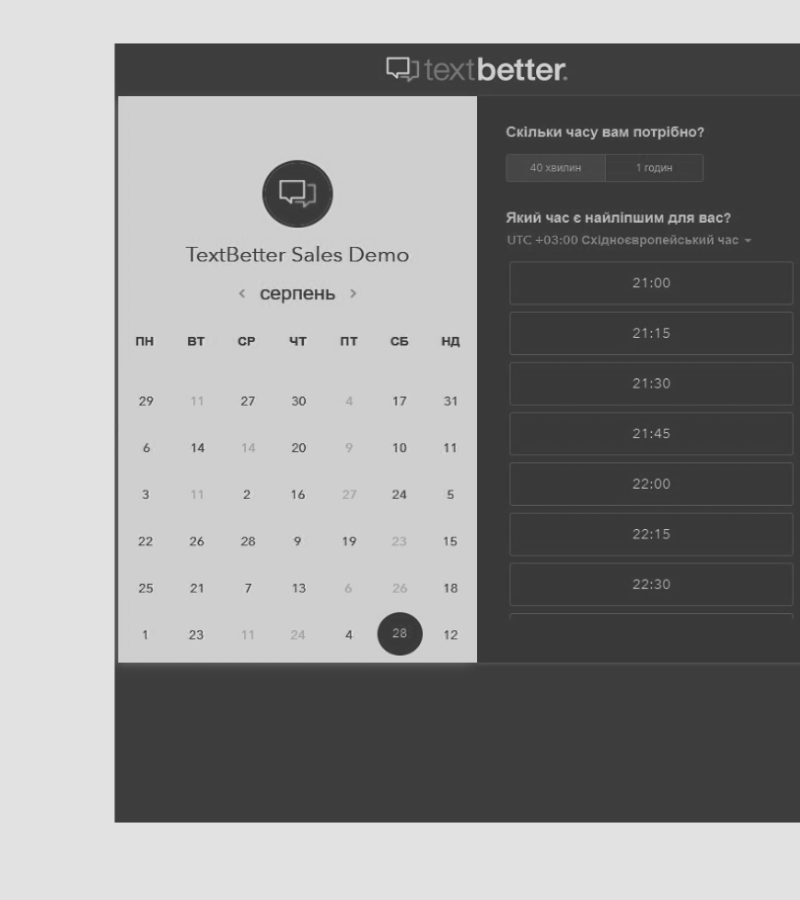 textbetter.
TextBetter Sales Demo
< серпень >
ПН ВТ СР ЧТ ПТ СБ НД
29 11 27 30 4 17 31
6 14 14 20 9 10 11
3 11 2 16 27 24 5
22 26 28 9 19 23 15
25 21 7 13 6 26 18
1 23 11 24 4 28 12
Скільки часу вам потрібно?
40 хвилин 1 годин
Який час є найліпшим для вас?
UTC +03:00 Східноєвропейський час
21:00
21:15
21:30
21:45
22:00
22:15
22:30